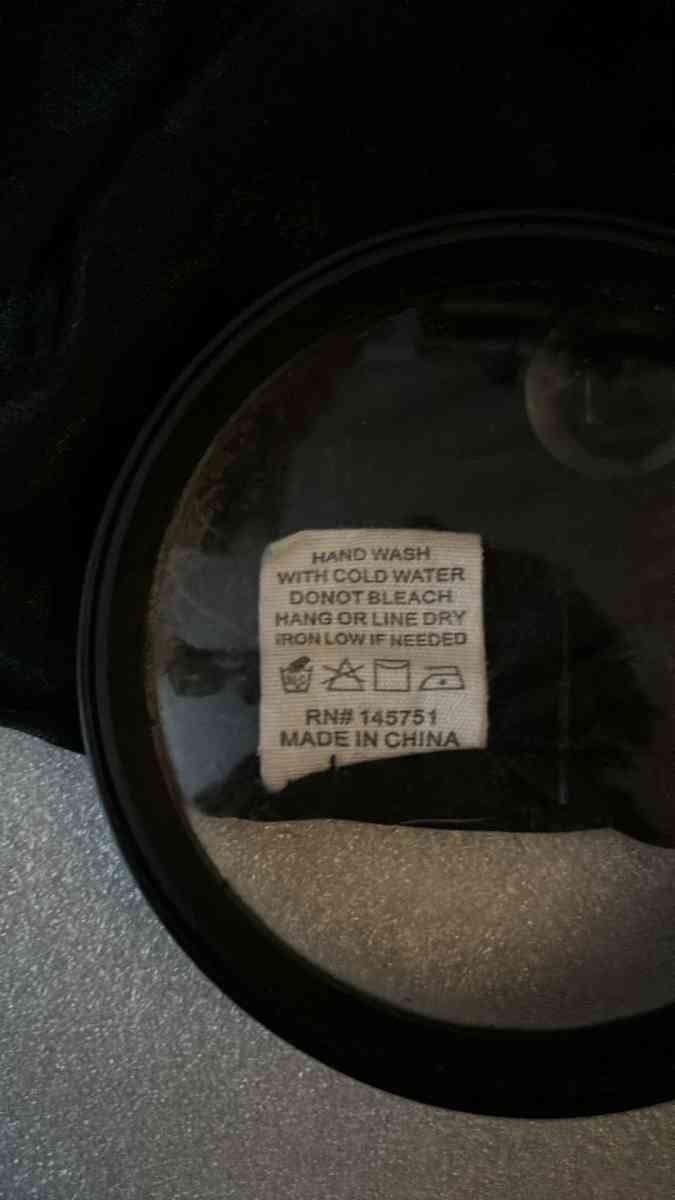 HAND WASH
WITH COLD WATER
DONOT BLEACH
HANG OR LINE DRY
IRON LOW IF NEEDED
RN# 145751
MADE IN CHINA